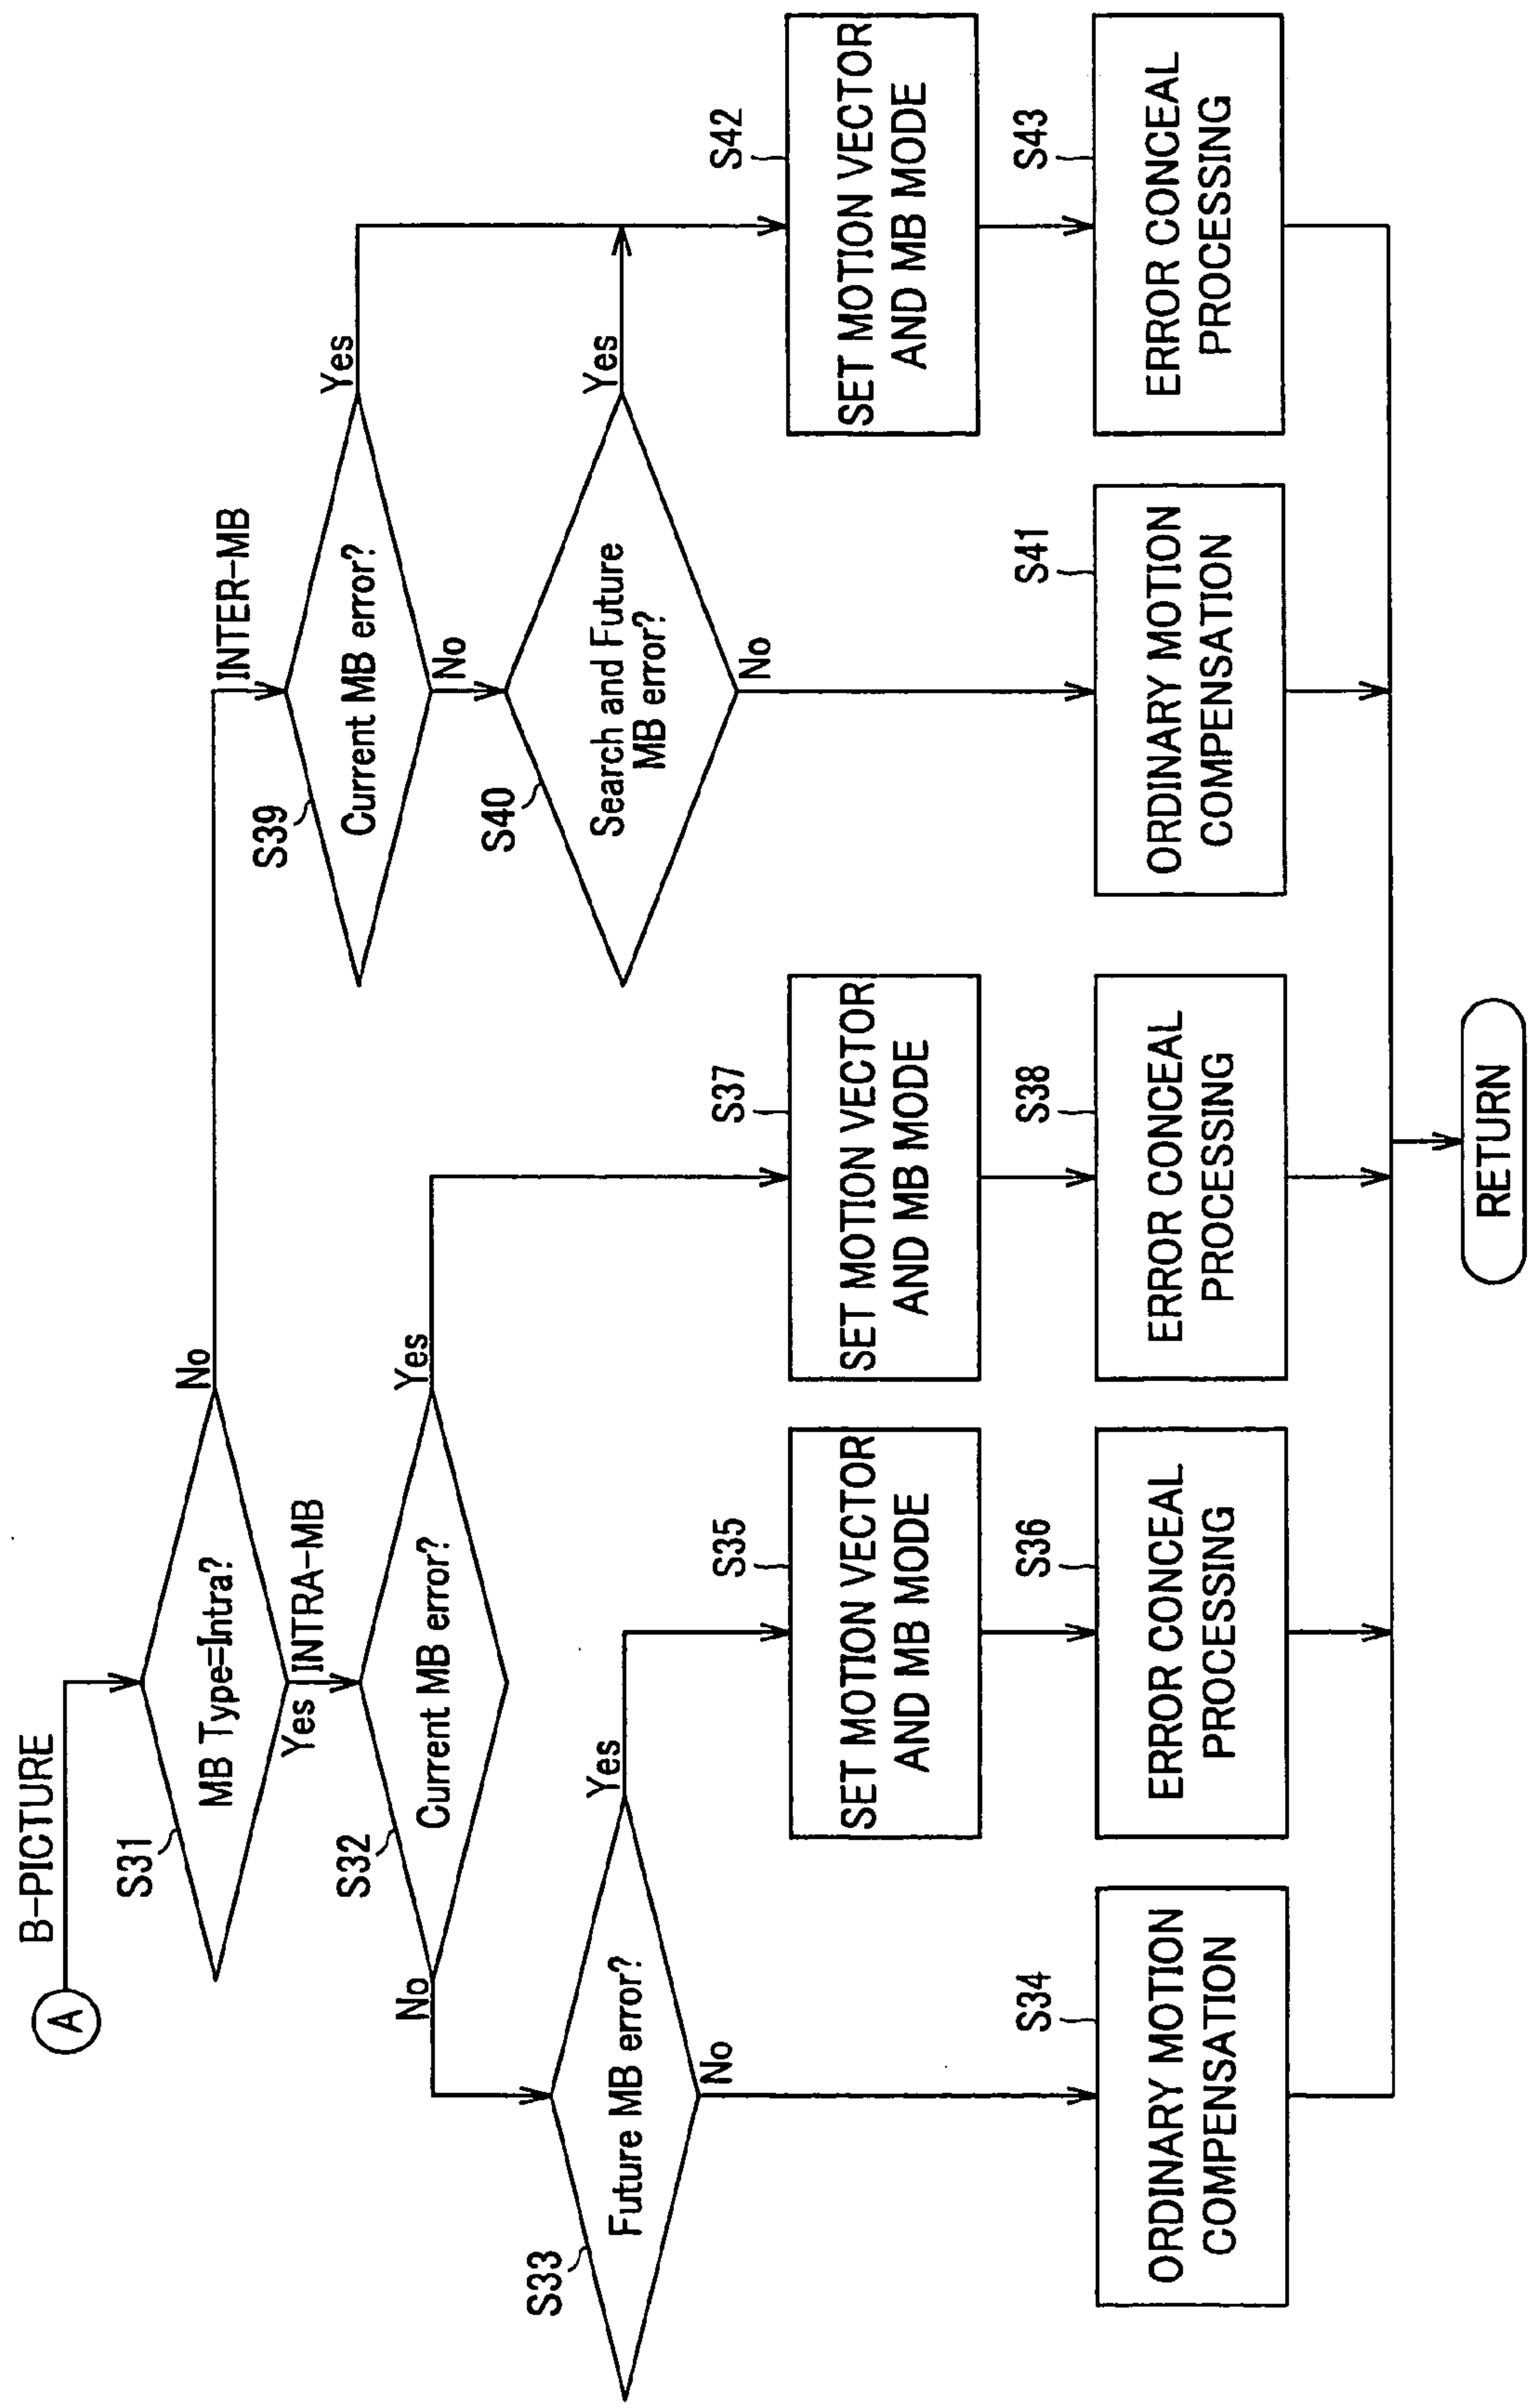 B-PICTURE
A
S31
MB Type=Intra?
No
Yes
INTRA-MB
INTER-MB
S32
Current MB error?
No
Yes
S39
Current MB error?
Yes
No
S33
Future MB error?
Yes
No
S40
Search and Future
MB error?
Yes
No
S35
SET MOTION VECTOR
AND MB MODE
S37
SET MOTION VECTOR
AND MB MODE
S42
SET MOTION VECTOR
AND MB MODE
S34
ORDINARY MOTION
COMPENSATION
S36
ERROR CONCEAL
PROCESSING
S38
ERROR CONCEAL
PROCESSING
S41
ORDINARY MOTION
COMPENSATION
S43
ERROR CONCEAL
PROCESSING
RETURN